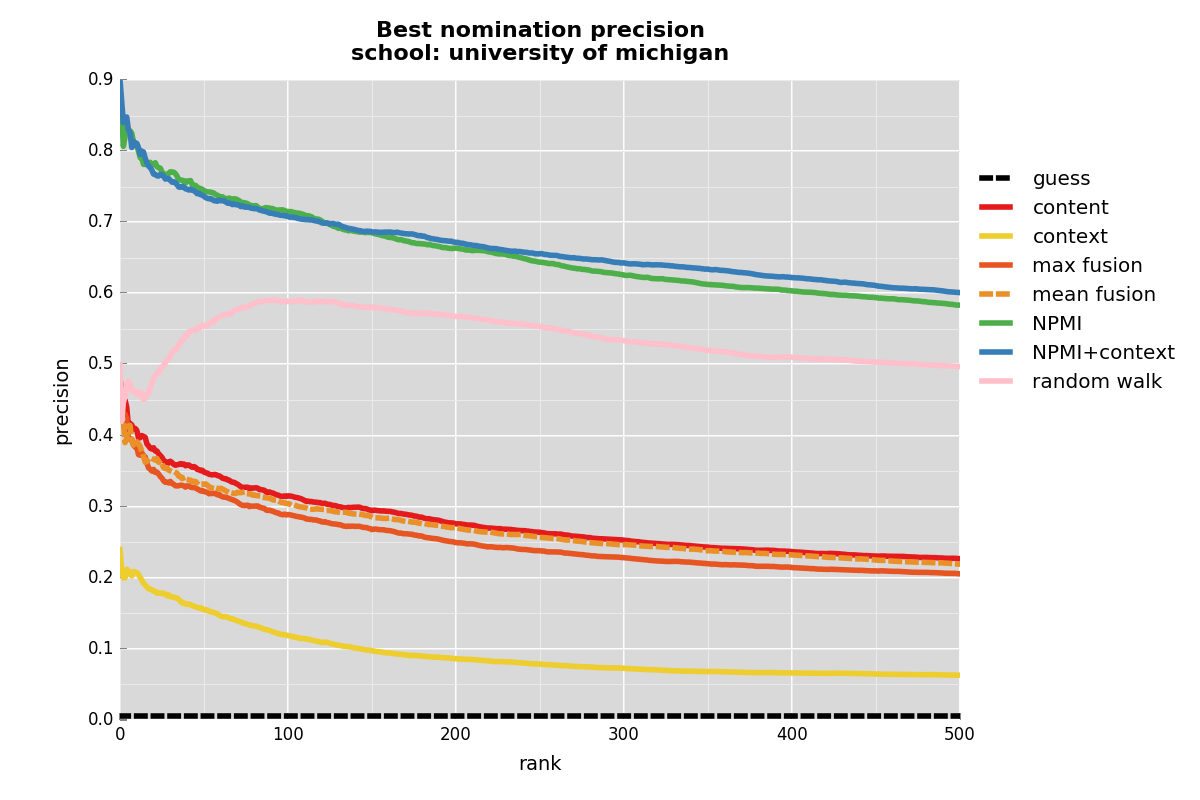 Best nomination precision
school: university of michigan
precision
0.9
0.8
0.7
0.6
0.5
0.4
0.3
0.2
0.1
0.0
0 100 200 300 400 500
rank
guess
content
context
max fusion
mean fusion
NPMI
NPMI+context
random walk